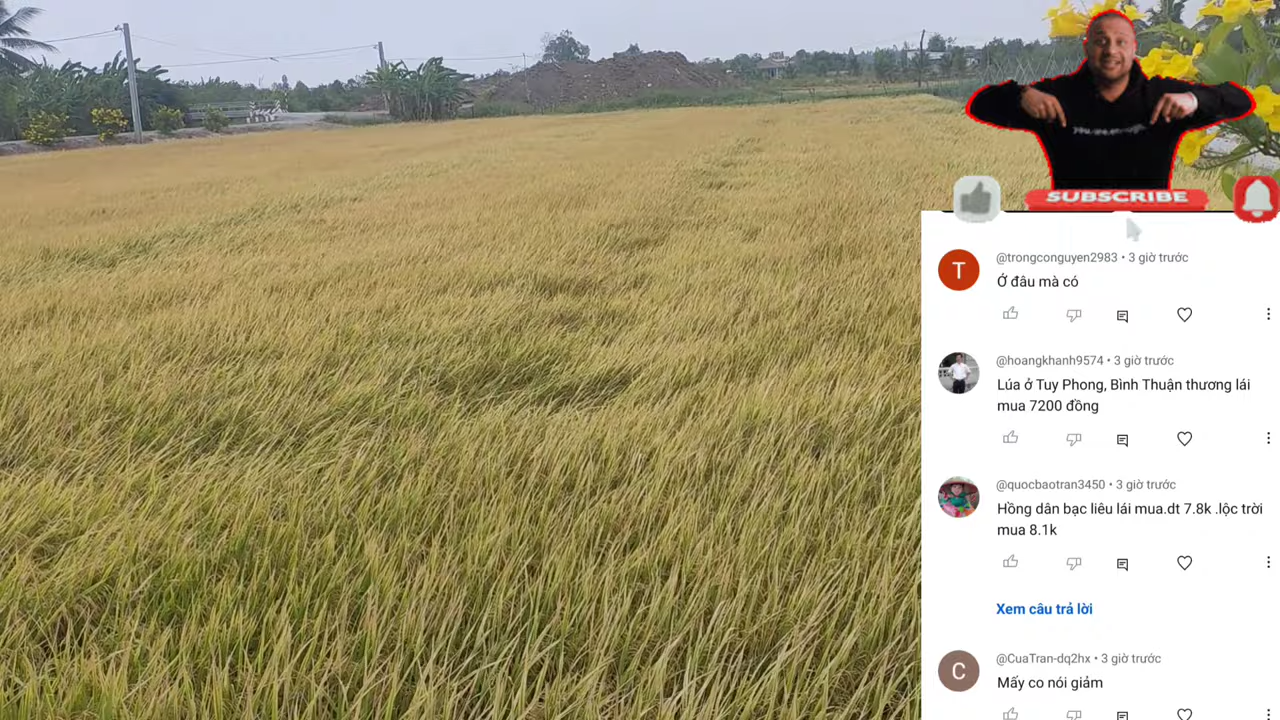 SUBSCRIBE
@trongconguyen2983 • 3 giờ trước
Ớ đâu mà có
@hoangkhanh9574 • 3 giờ trước
Lúa ở Tuy Phong, Bình Thuận thương lái
mua 7200 đồng
@quocbaotran3450 • 3 giờ trước
Hồng dân bạc liêu lái mua.dt 7.8k .lộc trời
mua 8.1k
Xem câu trả lời
@CuaTran-dq2hx • 3 giờ trước
Mấy co nói giảm
T
C